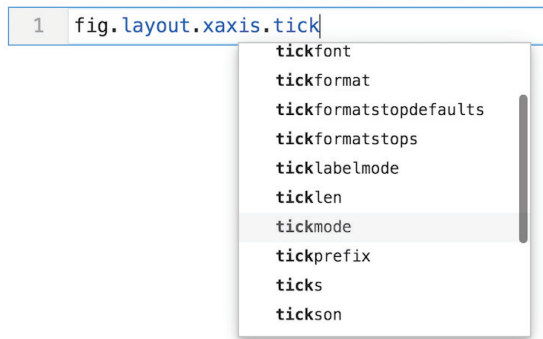 1 fig.layout.xaxis.tick
tickfont
tickformat
tickformatstopdefaults
tickformatstops
ticklabelmode
ticklen
tickmode
tickprefix
ticks
tickson